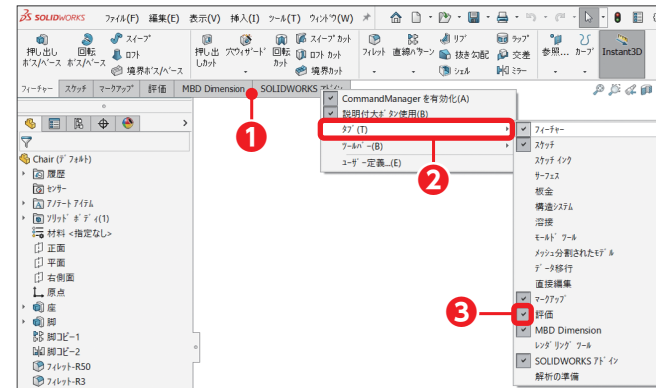 SOLIDWORKS ファイル(F) 編集(E) 表示(V) 挿入(I) ツール(T) ウィンドウ(W)
押し出し ボス/ベース
回転 ボス/ベース
スイープ
ロフト
境界ボス/ベース
押し出しカット
穴ウィザード
回転カット
スイープ カット
ロフト カット
境界カット
フィレット
直線パターン
リブ
抜き勾配
シェル
ラップ
交差
ミラー
参照...
カーブ
Instant3D
フィーチャー スケッチ マークアップ 評価 MBD Dimension SOLIDWORKS アドイン
CommandManager を有効化(A)
説明付大ボタン使用(B)
タブ(T)
ツールバー(B)
ユーザー定義...(E)
1
2
3
フィーチャー
スケッチ
スケッチ インク
サーフェス
板金
構造システム
溶接
モールド ツール
メッシュ分割されたモデル
データ移行
直接編集
マークアップ
評価
MBD Dimension
レンダリング ツール
SOLIDWORKS アドイン
解析の準備
Chair (デフォルト)
履歴
センサー
アノテート アイテム
ソリッド ボディ(1)
材料 <指定なし>
正面
平面
右側面
原点
座
脚
脚コピー1
脚コピー2
フィレット-R50
フィレット-R3